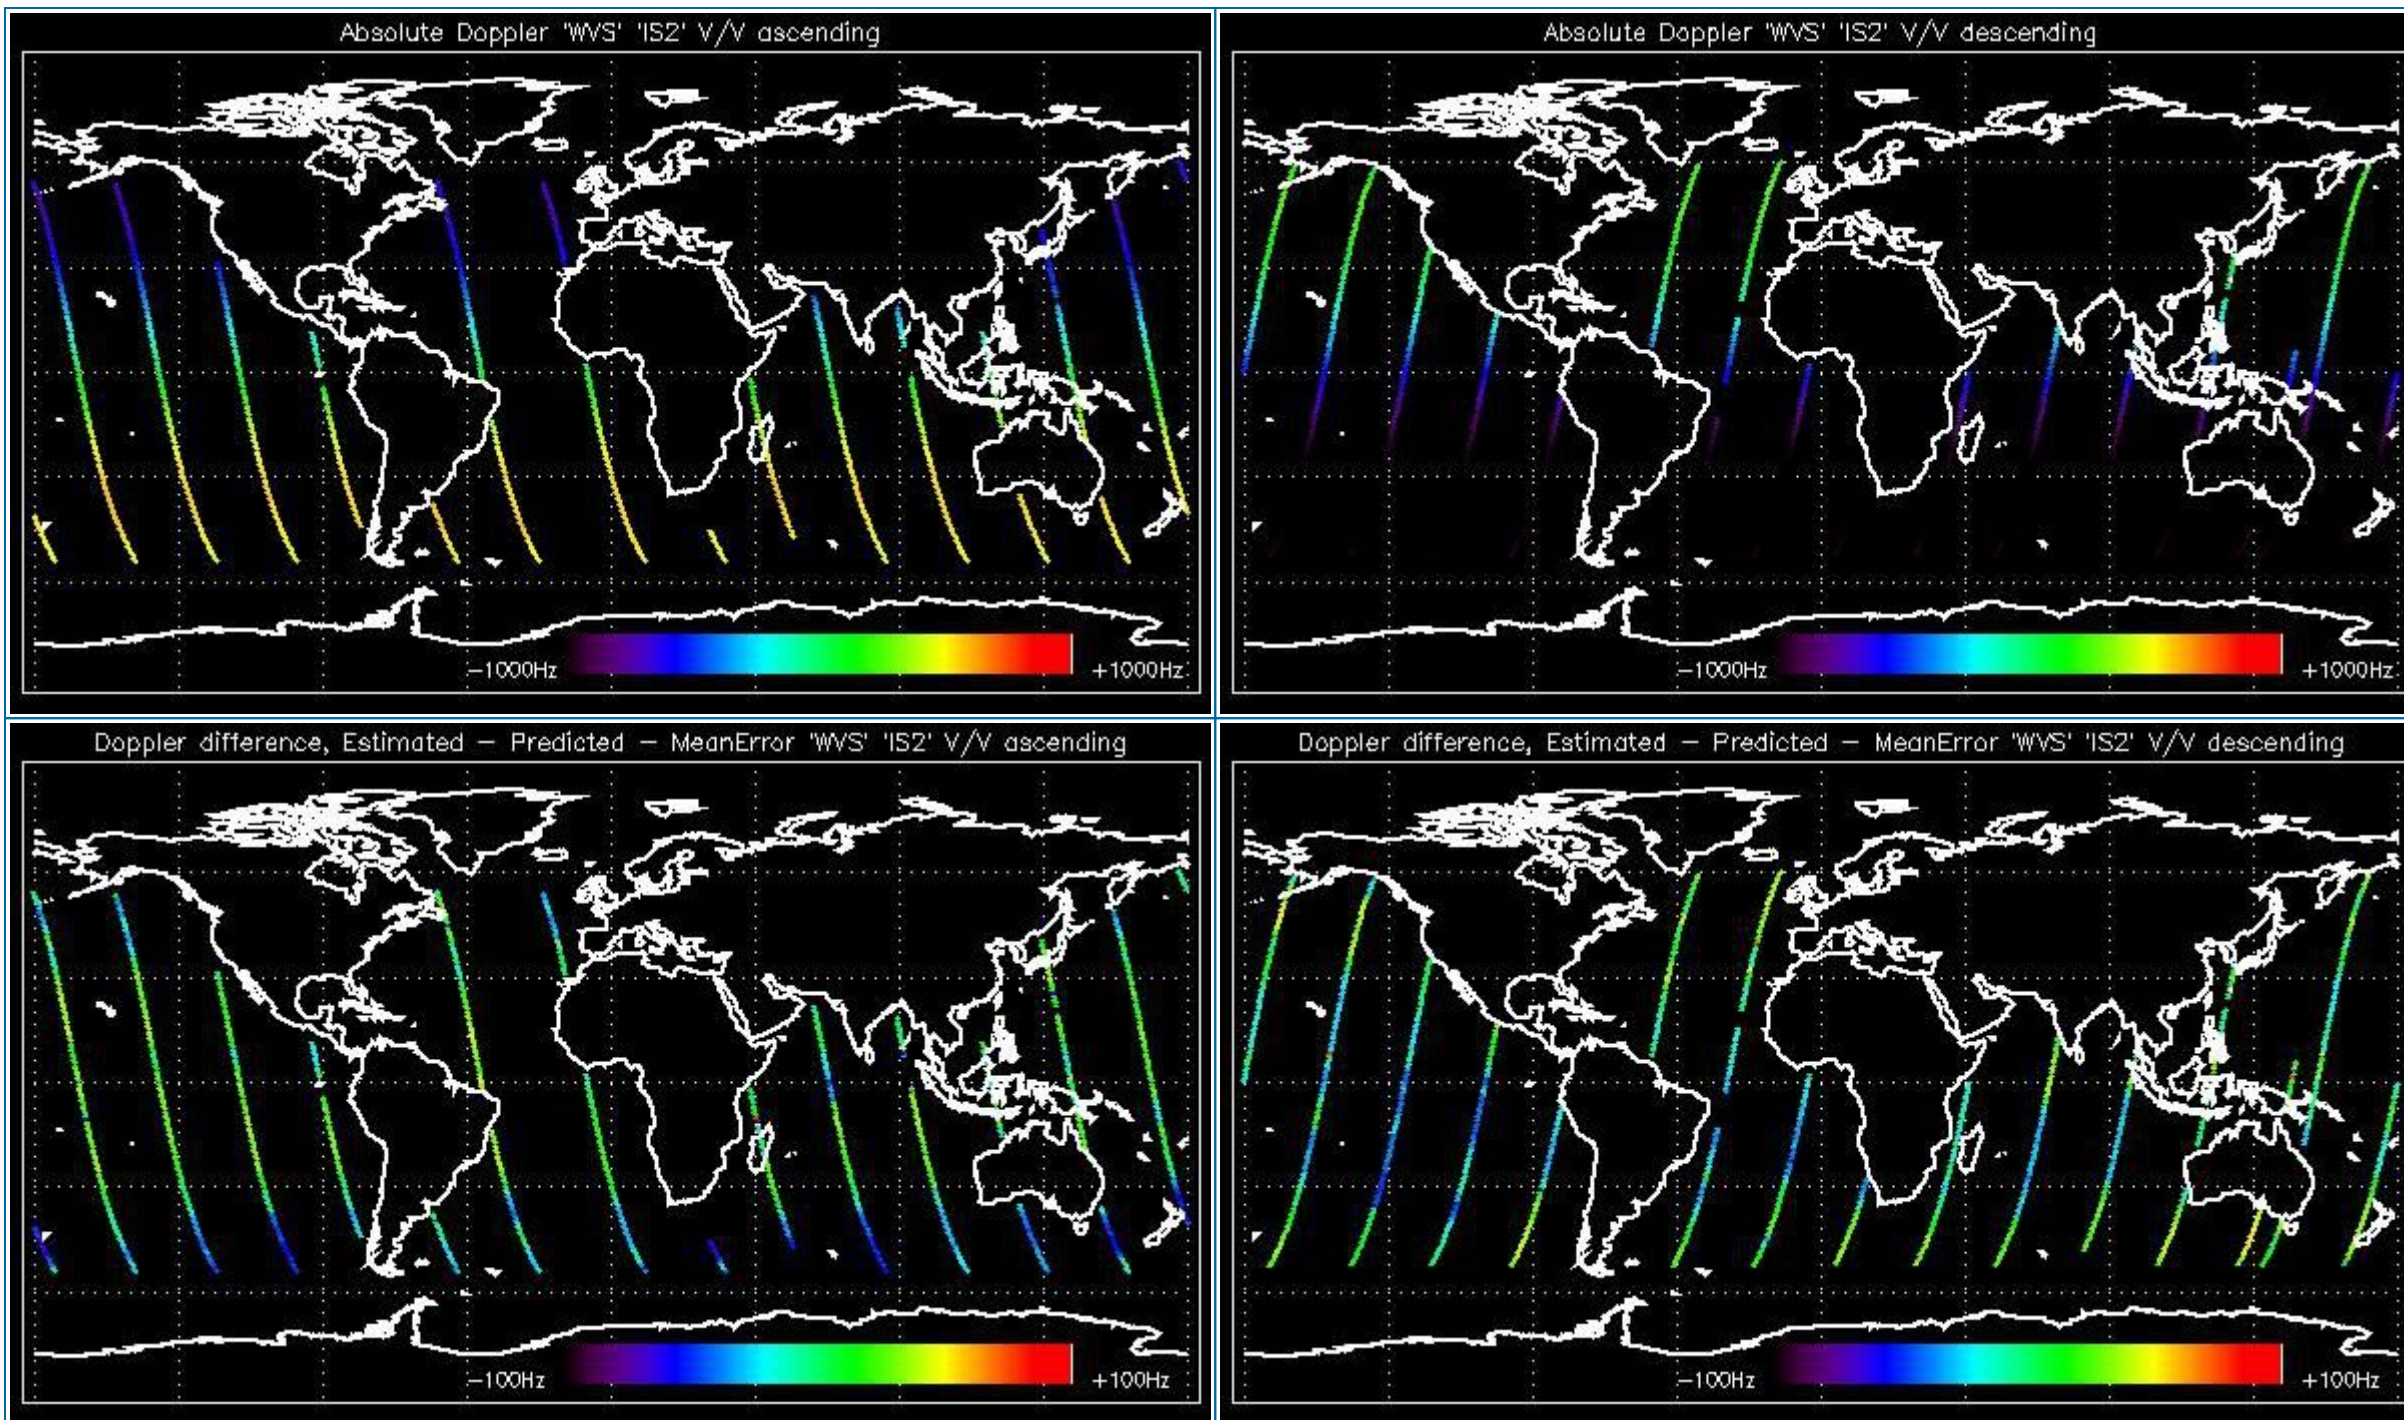 Absolute Doppler 'WVS' 'IS2' V/V ascending
-1000Hz
+1000Hz
Absolute Doppler 'WVS' 'IS2' V/V descending
-1000Hz
+1000Hz
Doppler difference, Estimated - Predicted - MeanError 'WVS' 'IS2' V/V ascending
-100Hz
+100Hz
Doppler difference, Estimated - Predicted - MeanError 'WVS' 'IS2' V/V descending
-100Hz
+100Hz